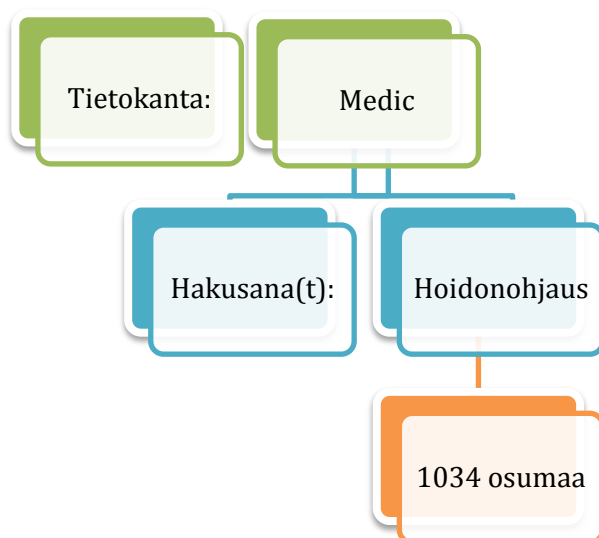 Tietokanta:
Medic
Hakusana(t):
Hoidonohjaus
1034 osumaa